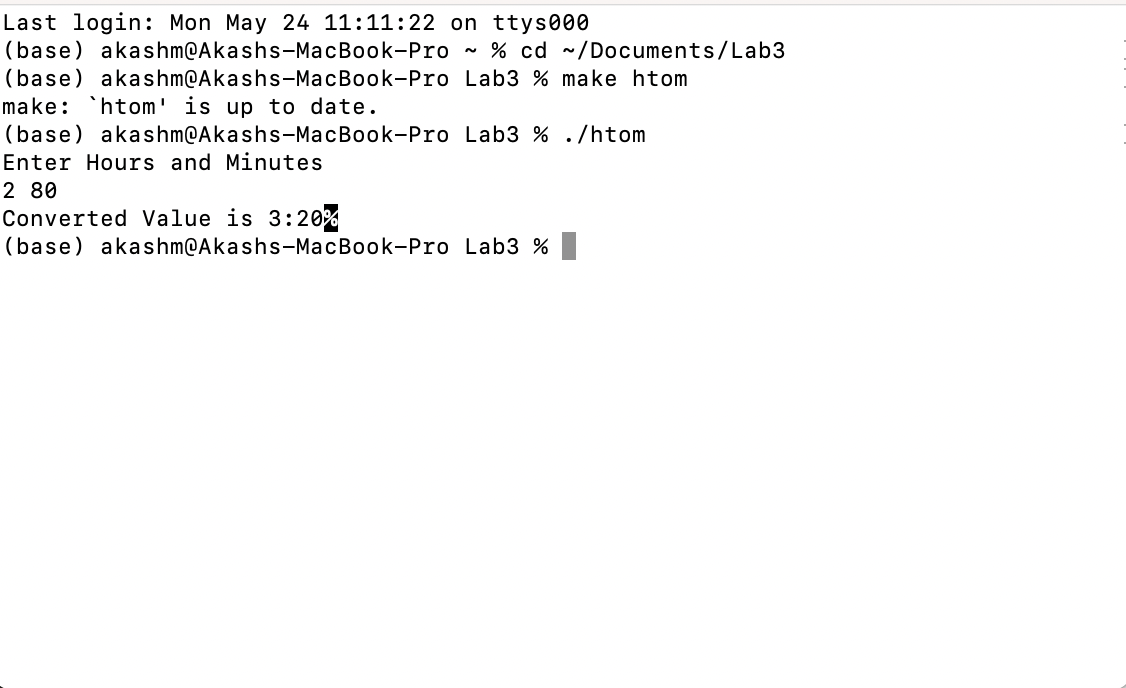 Last login: Mon May 24 11:11:22 on ttys000
(base) akashm@Akashs-MacBook-Pro ~ % cd ~/Documents/Lab3
(base) akashm@Akashs-MacBook-Pro Lab3 % make htom
make: `htom' is up to date.
(base) akashm@Akashs-MacBook-Pro Lab3 % ./htom
Enter Hours and Minutes
2 80
Converted Value is 3:20%
(base) akashm@Akashs-MacBook-Pro Lab3 %